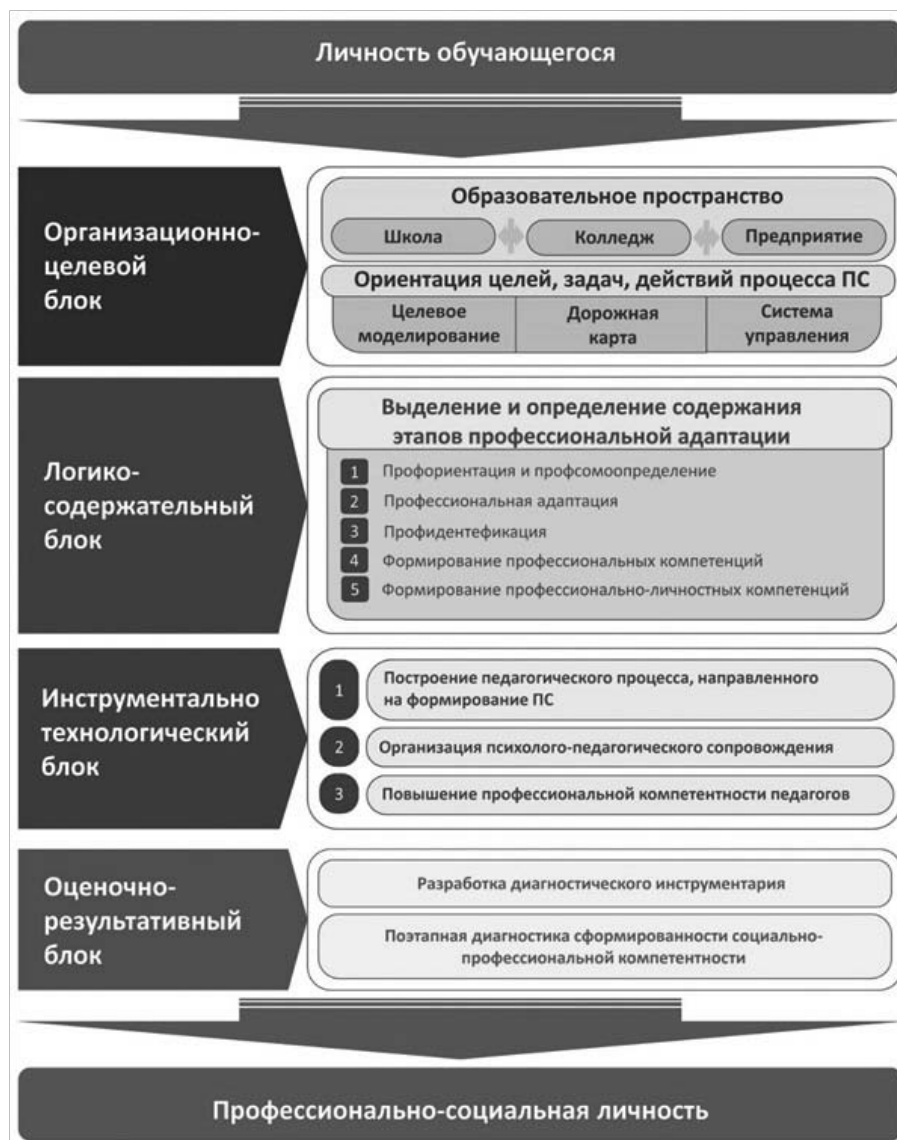 Личность обучающегося
Организационно-
целевой
блок
Образовательное пространство
Школа
Колледж
Предприятие
Ориентация целей, задач, действий процесса ПС
Целевое
моделирование
Дорожная
карта
Система
управления
Логико-
содержательный
блок
Выделение и определение содержания
этапов профессиональной адаптации
1 Профориентация и профсомоопределение
2 Профессиональная адаптация
3 Профидентефикация
4 Формирование профессиональных компетенций
5 Формирование профессионально-личностных компетенций
Инструментально
технологический
блок
1 Построение педагогического процесса, направленного
на формирование ПС
2 Организация психолого-педагогического сопровождения
3 Повышение профессиональной компетентности педагогов
Оценочно-
результативный
блок
Разработка диагностического инструментария
Поэтапная диагностика сформированности социально-
профессиональной компетентности
Профессионально-социальная личность